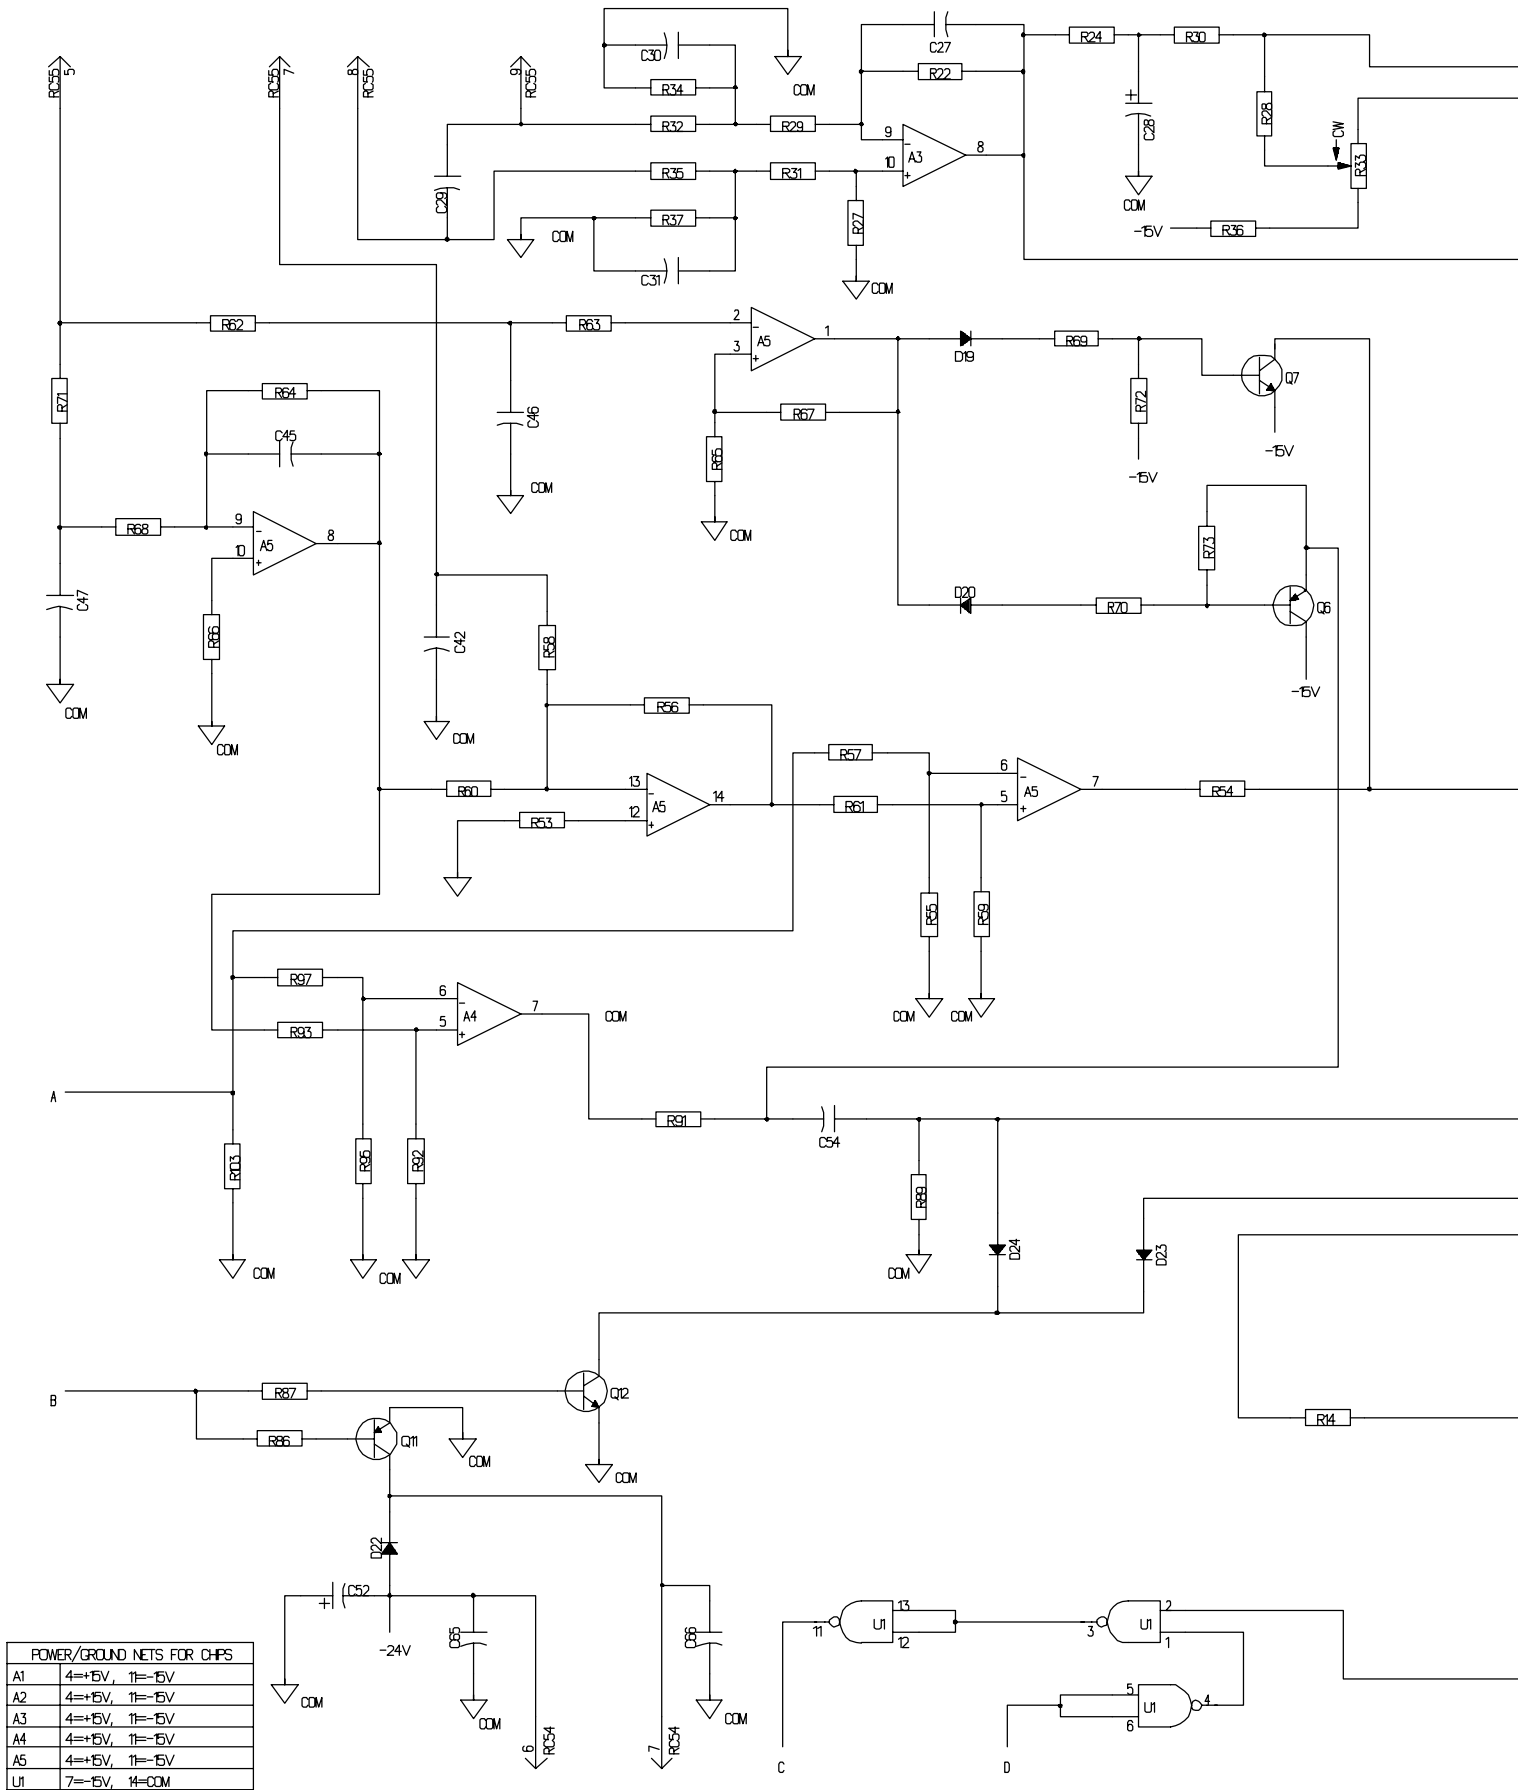 C27
R24
R30
C30
R22
R34
COM
RC55
5
RC55
7
8
RC55
9
RC55
R32
R29
9
A3
8
10
C28
R28
CW
R33
COM
R35
R31
C29
R37
R27
COM
-15V
R36
C31
COM
R62
R63
2
A5
1
3
D19
R69
Q7
R71
R64
C46
R67
R72
C45
R65
-15V
-15V
COM
COM
R68
9
A5
8
10
R73
C47
R66
C42
R58
D20
R70
Q6
-15V
COM
COM
COM
R56
R57
R60
13
A5
14
12
R53
R61
6
A5
7
5
R54
R55
R59
COM
COM
R97
6
A4
7
5
R93
COM
A
R91
C54
R103
R95
R92
R89
COM
COM
COM
D24
D23
B
R87
Q12
R86
Q11
COM
COM
R14
D22
C52
-24V
C65
C66
COM
COM
COM
6
RC54
7
RC54
11
U1
13
12
3
U1
2
1
5
U1
4
6
C
D
POWER/GROUND NETS FOR CHIPS
A1 4=+15V, 11=-15V
A2 4=+15V, 11=-15V
A3 4=+15V, 11=-15V
A4 4=+15V, 11=-15V
A5 4=+15V, 11=-15V
U1 7=-15V, 14=COM